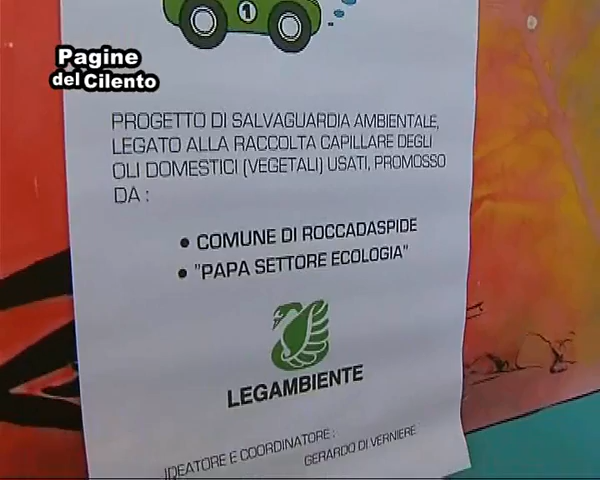 1
Pagine
del Cilento
PROGETTO DI SALVAGUARDIA AMBIENTALE,
LEGATO ALLA RACCOLTA CAPILLARE DEGLI
OLI DOMESTICI (VEGETALI) USATI, PROMOSSO
DA :
• COMUNE DI ROCCADASPIDE
• "PAPA SETTORE ECOLOGIA"
LEGAMBIENTE
IDEATORE E COORDINATORE :
GERARDO DI VERNIERE